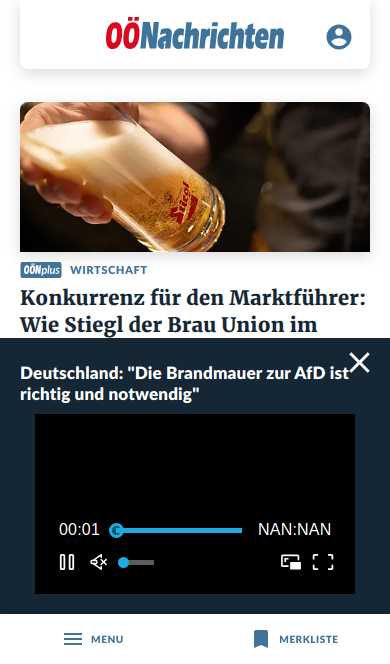 OÖNachrichten
Stiegl
OÖNplus WIRTSCHAFT
Konkurrenz für den Marktführer:
Wie Stiegl der Brau Union im
Deutschland: "Die Brandmauer zur AfD ist
richtig und notwendig"
00:01 NAN:NAN
MENU MERKLISTE